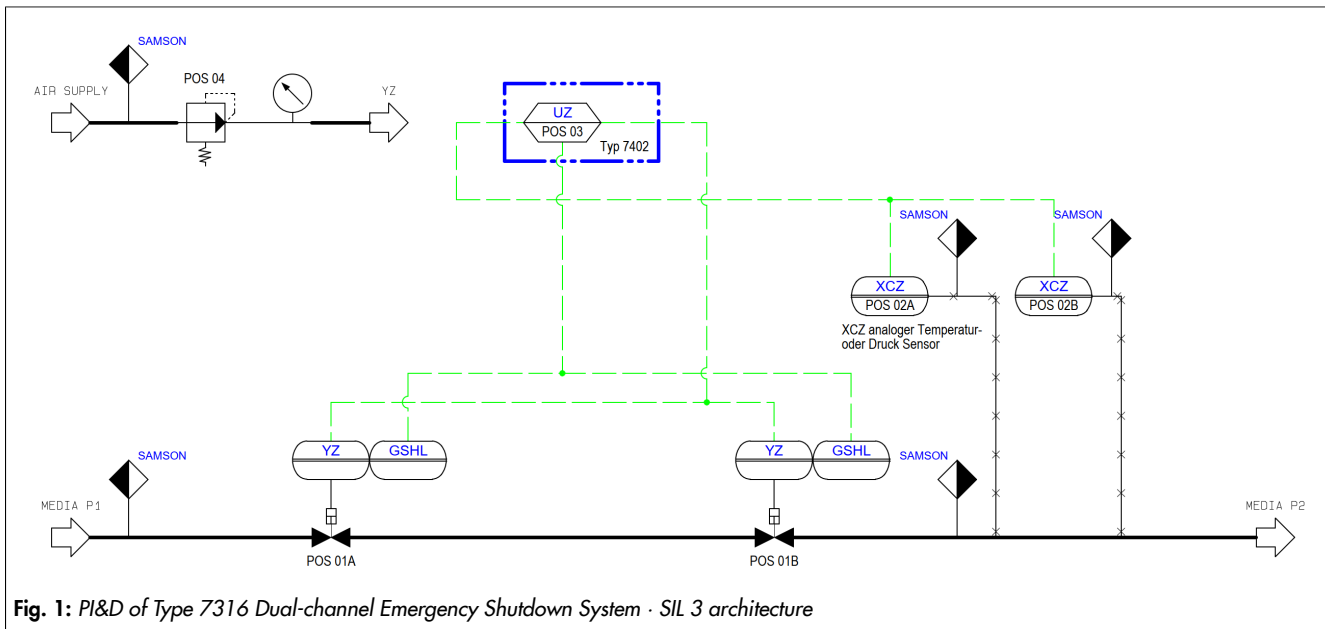 SAMSON
POS 04
AIR SUPPLY
YZ
UZ
POS 03
Typ 7402
SAMSON
SAMSON
XCZ
POS 02A
XCZ
POS 02B
XCZ analoger Temperatur-
oder Druck Sensor
YZ
GSHL
YZ
GSHL
SAMSON
SAMSON
MEDIA P1
MEDIA P2
POS 01A
POS 01B
Fig. 1: PI&D of Type 7316 Dual-channel Emergency Shutdown System · SIL 3 architecture